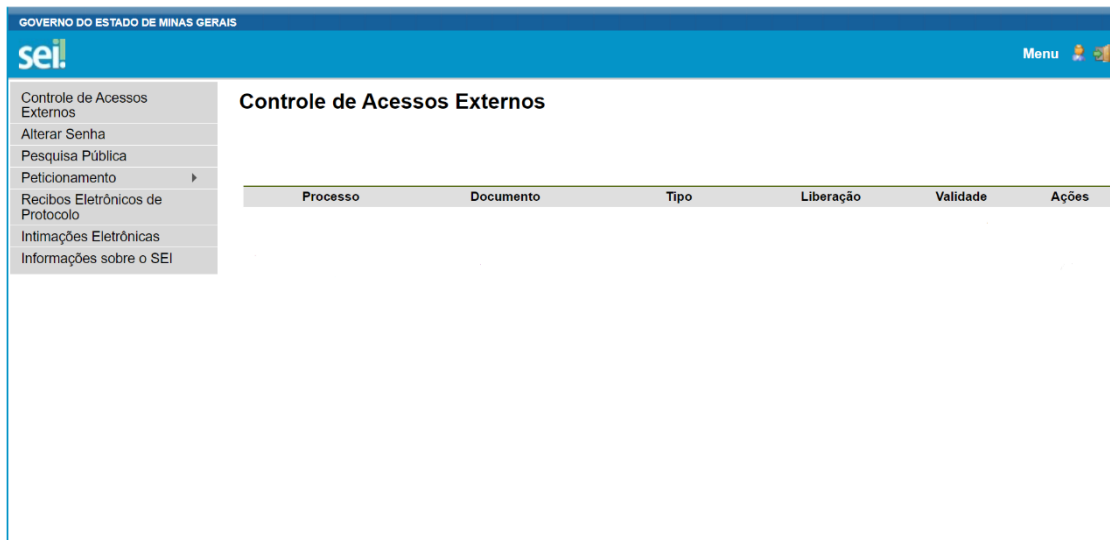 GOVERNO DO ESTADO DE MINAS GERAIS
sei!
Menu
Controle de Acessos
Externos
Alterar Senha
Pesquisa Pública
Peticionamento
Recibos Eletrônicos de
Protocolo
Intimações Eletrônicas
Informações sobre o SEI
Controle de Acessos Externos
Processo Documento Tipo Liberação Validade Ações